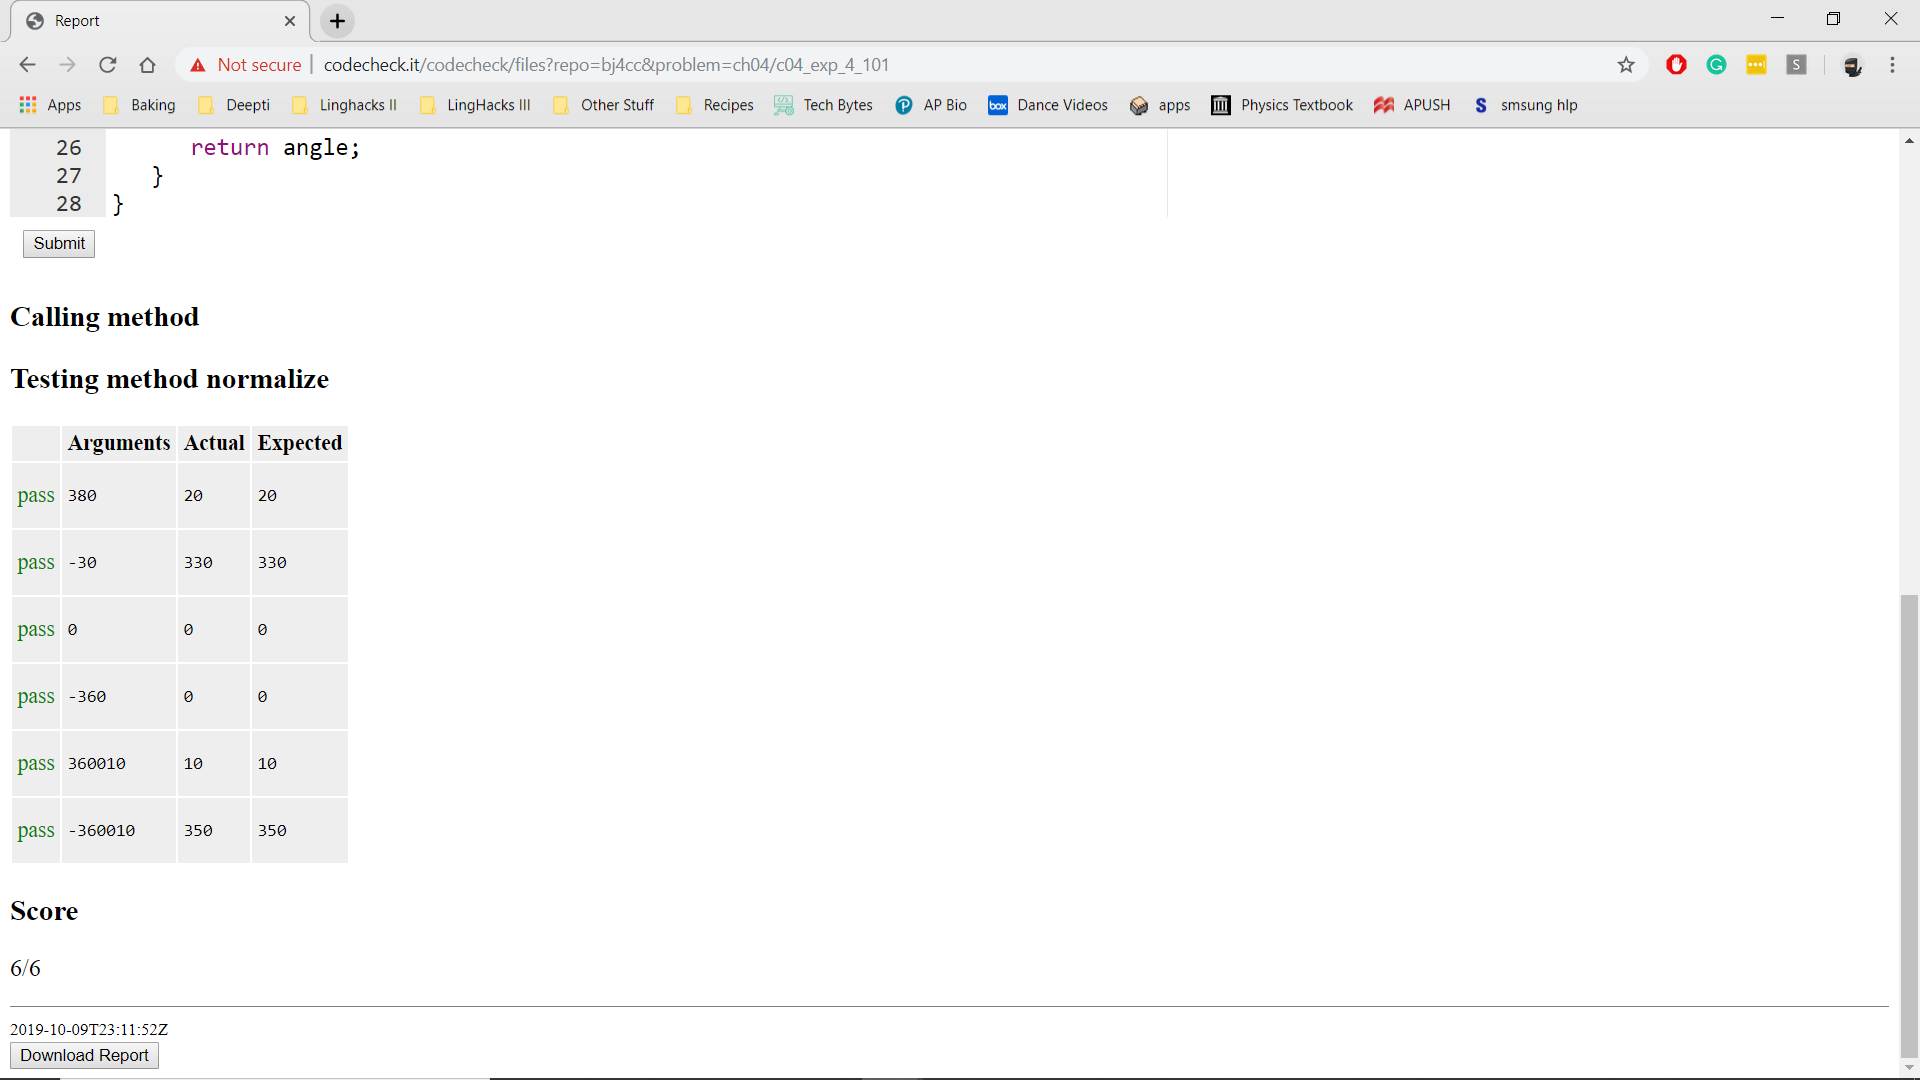 Report
Not secure codecheck.it/codecheck/files?repo=bj4cc&problem=ch04/c04_exp_4_101
Apps Baking Deepti Linghacks II LingHacks III Other Stuff Recipes Tech Bytes AP Bio box Dance Videos apps Physics Textbook APUSH S smsung hlp
26 return angle;
27 }
28 }
Submit
Calling method
Testing method normalize
Arguments Actual Expected
pass 380 20 20
pass -30 330 330
pass 0 0 0
pass -360 0 0
pass 360010 10 10
pass -360010 350 350
Score
6/6
2019-10-09T23:11:52Z
Download Report